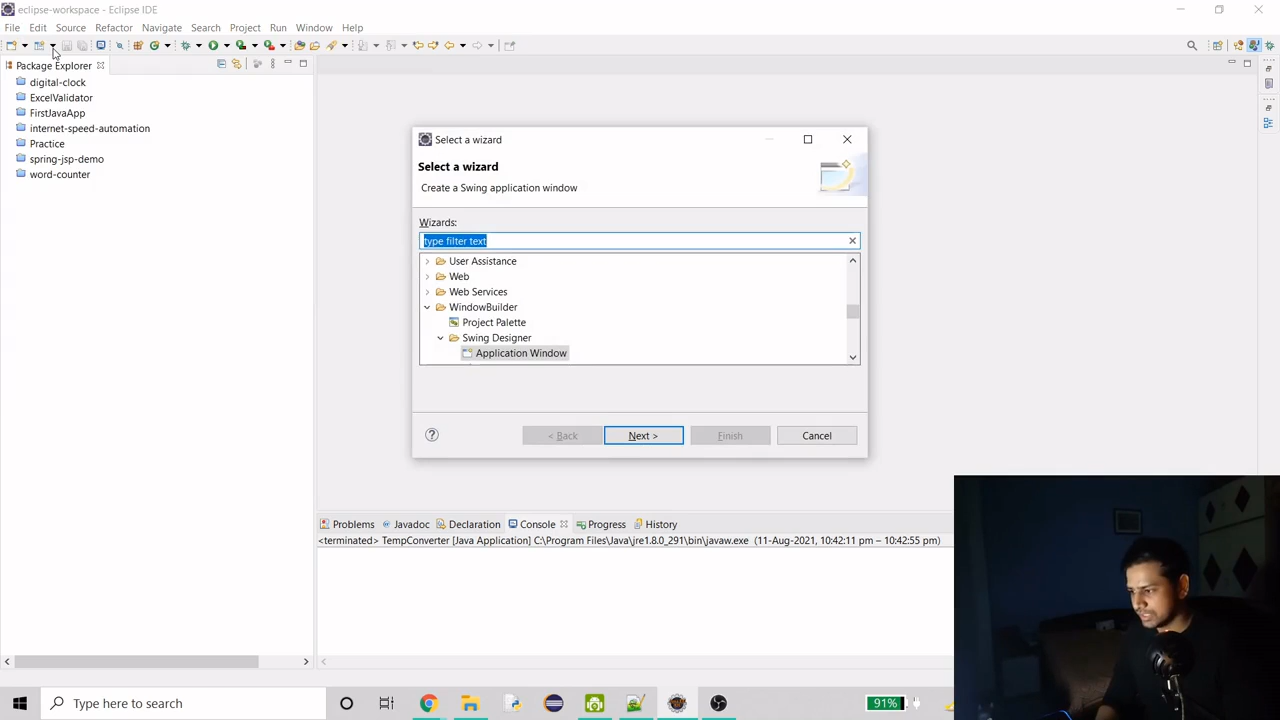 eclipse-workspace - Eclipse IDE
File Edit Source Refactor Navigate Search Project Run Window Help
Package Explorer
digital-clock
ExcelValidator
FirstJavaApp
internet-speed-automation
Practice
spring-jsp-demo
word-counter
Select a wizard
Select a wizard
Create a Swing application window
Wizards:
type filter text
User Assistance
Web
Web Services
WindowBuilder
Project Palette
Swing Designer
Application Window
< Back
Next >
Finish
Cancel
Problems Javadoc Declaration Console Progress History
<terminated> TempConverter [Java Application] C:\Program Files\Java\jre1.8.0_291\bin\javaw.exe (11-Aug-2021, 10:42:11 pm – 10:42:55 pm)
Type here to search
91%